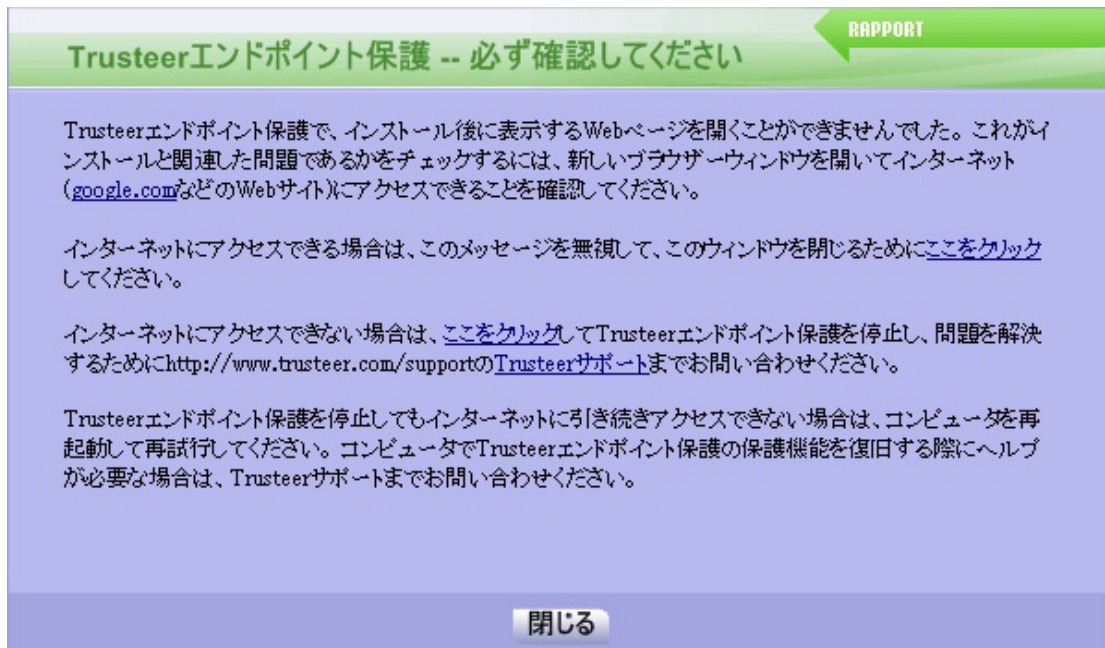 RAPPORT
Trusteerエンドポイント保護 -- 必ず確認してください
Trusteerエンドポイント保護で、インストール後に表示するWebページを開くことができませんでした。これがイ
ンストールと関連した問題であるかをチェックするには、新しいブラウザーウィンドウを開いてインターネット
(google.comなどのWebサイト)にアクセスできることを確認してください。
インターネットにアクセスできる場合は、このメッセージを無視して、このウィンドウを閉じるためにここをクリック
してください。
インターネットにアクセスできない場合は、ここをクリックしてTrusteerエンドポイント保護を停止し、問題を解決
するためにhttp://www.trusteer.com/supportのTrusteerサポートまでお問い合わせください。
Trusteerエンドポイント保護を停止してもインターネットに引き続きアクセスできない場合は、コンピュータを再
起動して再試行してください。コンピュータでTrusteerエンドポイント保護の保護機能を復旧する際にヘルプ
が必要な場合は、Trusteerサポートまでお問い合わせください。
閉じる